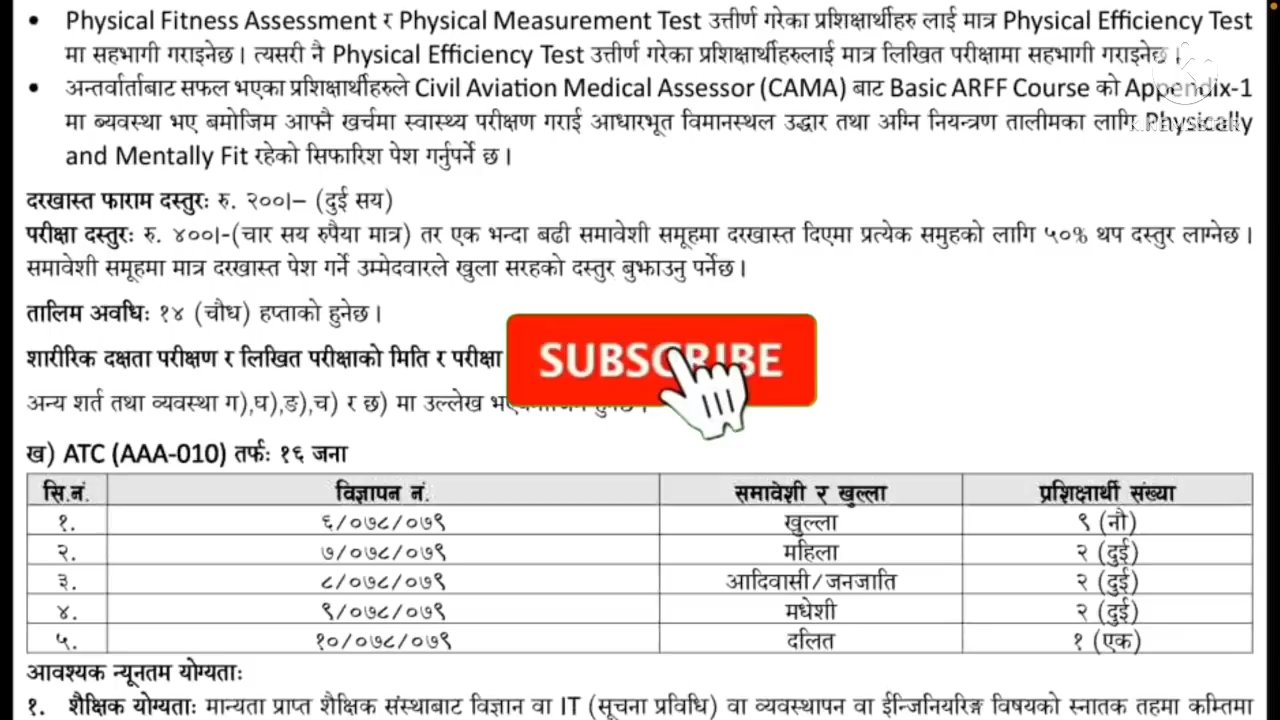 • Physical Fitness Assessment र Physical Measurement Test उत्तीर्ण गरेका प्रशिक्षार्थीहरु लाई मात्र Physical Efficiency Test
मा सहभागी गराइनेछ। त्यसरी नै Physical Efficiency Test उत्तीर्ण गरेका प्रशिक्षार्थीहरुलाई मात्र लिखित परीक्षामा सहभागी गराइनेछ।
• अन्तर्वार्ताबाट सफल भएका प्रशिक्षार्थीहरुले Civil Aviation Medical Assessor (CAMA) बाट Basic ARFF Course को Appendix-1
मा ब्यवस्था भए बमोजिम आफ्नै खर्चमा स्वास्थ्य परीक्षण गराई आधारभूत विमानस्थल उद्धार तथा अग्नि नियन्त्रण तालीमका लागि Physically
and Mentally Fit रहेको सिफारिश पेश गर्नुपर्ने छ।
दरखास्त फाराम दस्तुरः रु. २००।– (दुई सय)
परीक्षा दस्तुरः रु. ४००।-(चार सय रुपैया मात्र) तर एक भन्दा बढी समावेशी समूहमा दरखास्त दिएमा प्रत्येक समुहको लागि ५०% थप दस्तुर लाग्नेछ।
समावेशी समूहमा मात्र दरखास्त पेश गर्ने उम्मेदवारले खुला सरहको दस्तुर बुझाउनु पर्नेछ।
तालिम अवधिः १४ (चौध) हप्ताको हुनेछ।
शारीरिक दक्षता परीक्षण र लिखित परीक्षाको मिति र परीक्षा
SUBSCRIBE
अन्य शर्त तथा व्यवस्था ग),घ),ङ),च) र छ) मा उल्लेख
ख) ATC (AAA-010) तर्फः १६ जना
सि.नं. विज्ञापन नं. समावेशी र खुल्ला प्रशिक्षार्थी संख्या
१. ६/०७८/०७९ खुल्ला ९ (नौ)
२. ७/०७८/०७९ महिला २ (दुई)
३. ८/०७८/०७९ आदिवासी/जनजाति २ (दुई)
४. ९/०७८/०७९ मधेशी २ (दुई)
५. १०/०७८/०७९ दलित १ (एक)
आवश्यक न्यूनतम योग्यताः
१. शैक्षिक योग्यताः मान्यता प्राप्त शैक्षिक संस्थाबाट विज्ञान वा IT (सूचना प्रविधि) वा व्यवस्थापन वा ईन्जिनियरिङ्ग विषयको स्नातक तहमा कम्तिमा